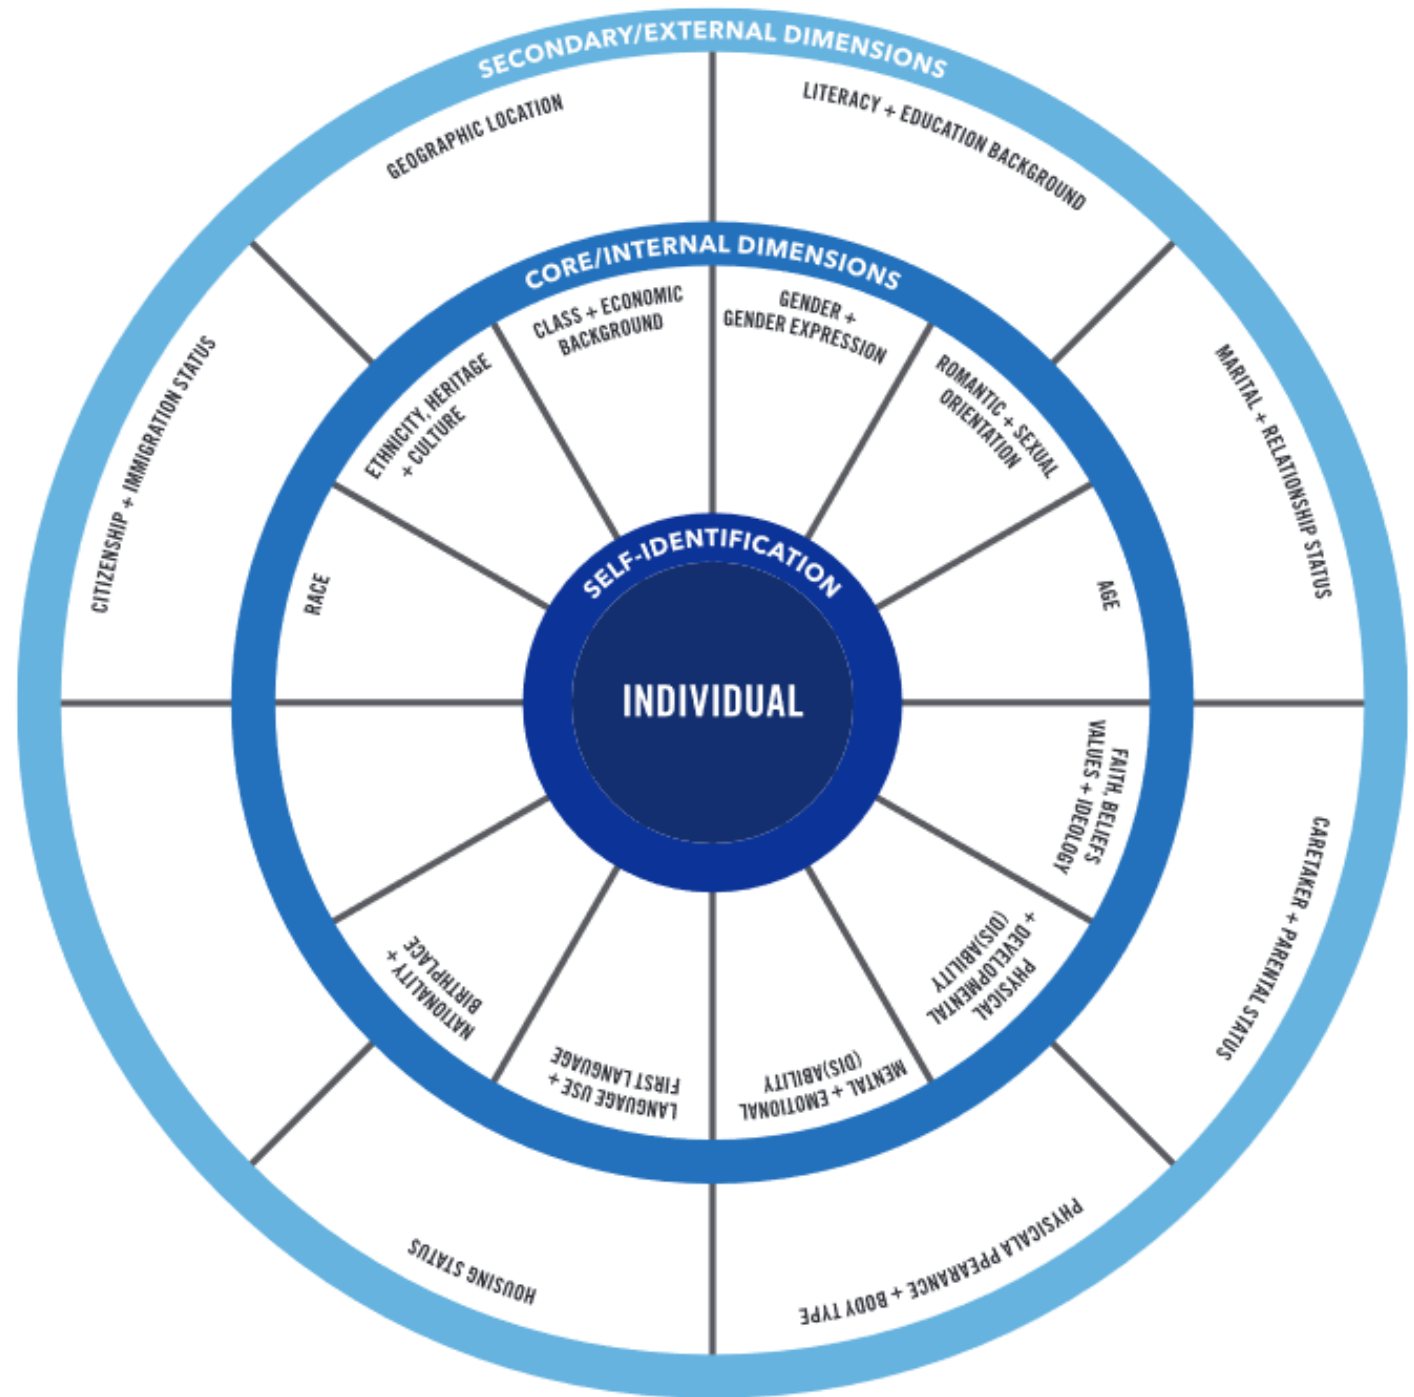 SECONDARY/EXTERNAL DIMENSIONS
GEOGRAPHIC LOCATION
LITERACY + EDUCATION BACKGROUND
MARITAL + RELATIONSHIP STATUS
CARETAKER + PARENTAL STATUS
PHYSICALA PPEARANCE + BODY TYPE
HOUSING STATUS
CITIZENSHIP + IMMIGRATION STATUS
CORE/INTERNAL DIMENSIONS
CLASS + ECONOMIC
BACKGROUND
GENDER +
GENDER EXPRESSION
ROMANTIC + SEXUAL
ORIENTATION
AGE
FAITH, BELIEFS
VALUES + IDEOLOGY
PHYSICAL
+ DEVELOPMENTAL
(DIS)ABILITY
MENTAL + EMOTIONAL
(DIS)ABILITY
LANGUAGE USE +
FIRST LANGUAGE
NATIONALITY +
BIRTHPLACE
RACE
ETHNICITY, HERITAGE
+ CULTURE
SELF-IDENTIFICATION
INDIVIDUAL